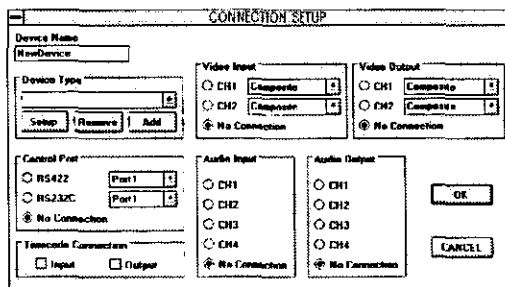 CONNECTION SETUP
Device Name
NewDevice
Device Type
Setup Remove Add
Video Input
CH1 Composite
CH2 Composite
No Connection
Video Output
CH1 Composite
CH2 Composite
No Connection
Control Port
RS422 Port1
RS232C Port1
No Connection
Timecode Connection
Input Output
Audio Input
CH1
CH2
CH3
CH4
No Connection
Audio Output
CH1
CH2
CH3
CH4
No Connection
OK
CANCEL